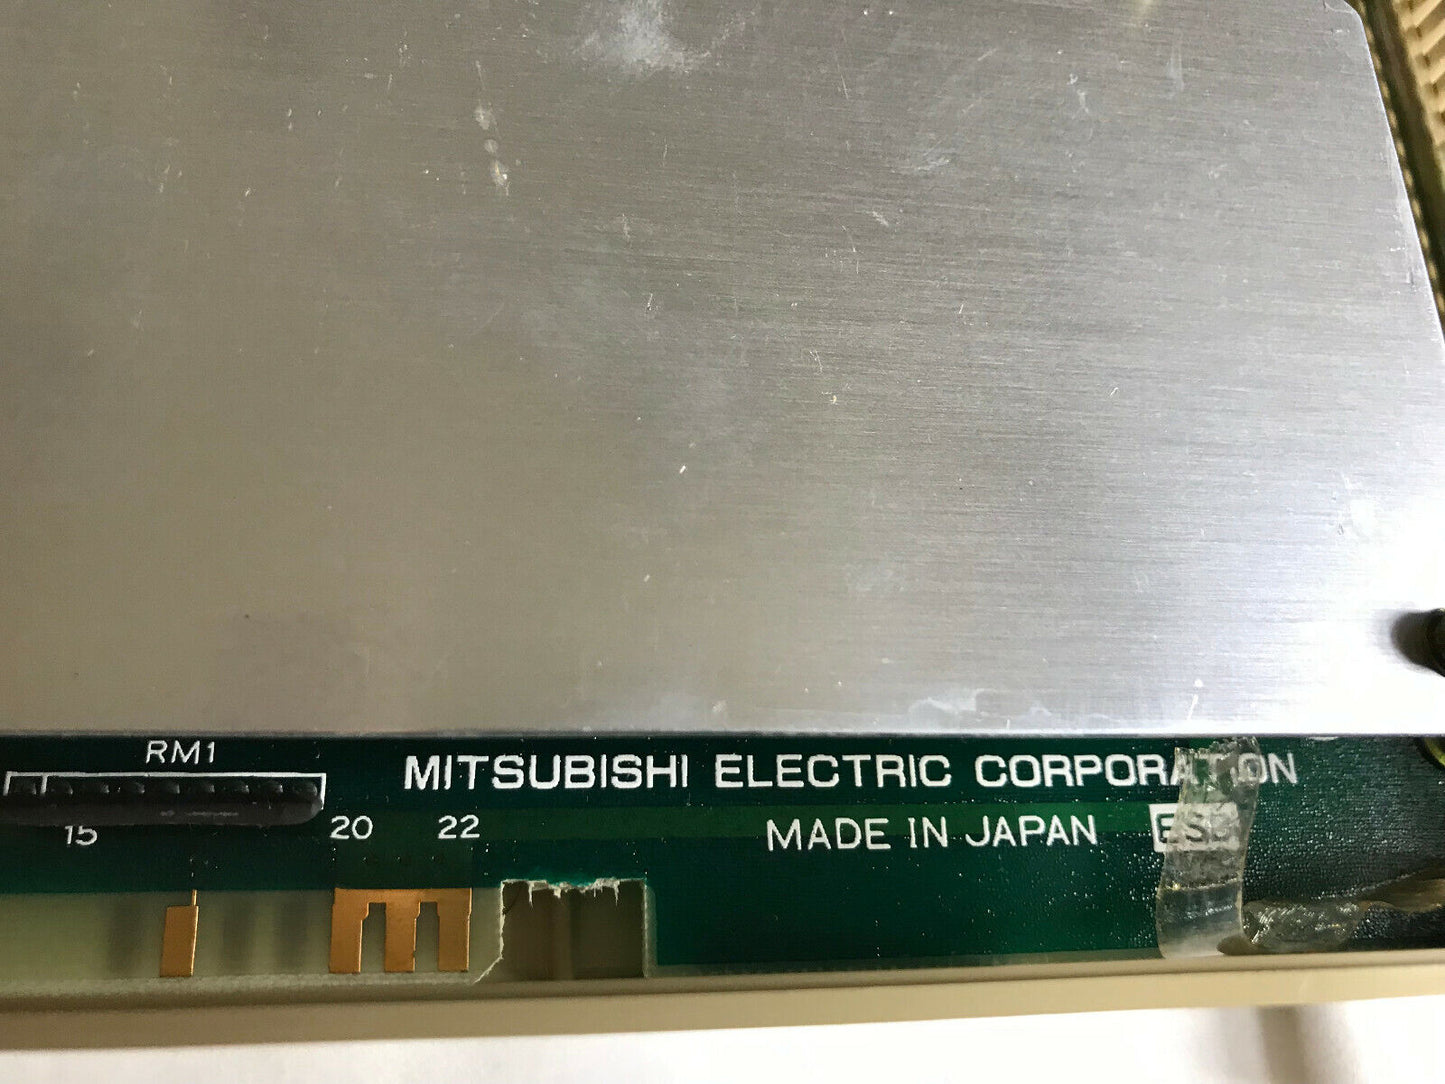 RM1
MITSUBISHI ELECTRIC CORPORATION
15 20 22
MADE IN JAPAN